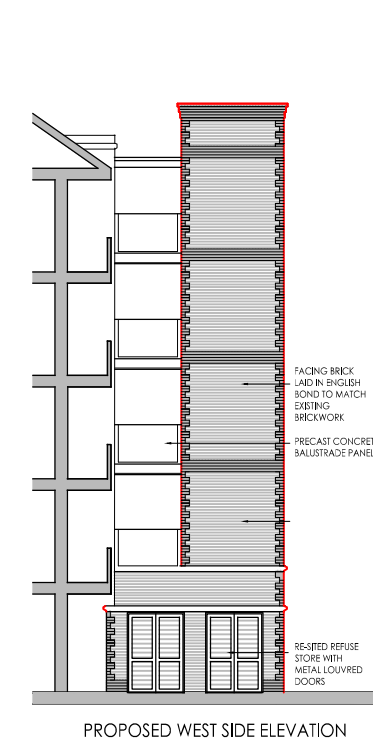 FACING BRICK
LAID IN ENGLISH
BOND TO MATCH
EXISTING
BRICKWORK
PRECAST CONCRET
BALUSTRADE PANEL
RE-SITED REFUSE
STORE WITH
METAL LOUVRED
DOORS
PROPOSED WEST SIDE ELEVATION